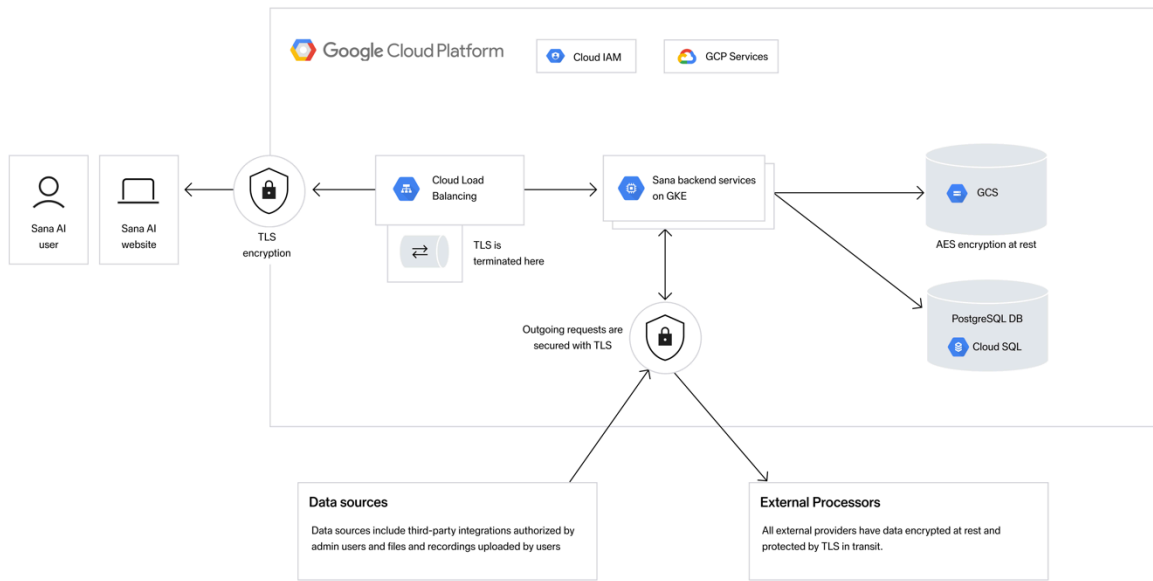 Google Cloud Platform
Cloud IAM
GCP Services
Sana AI
user
Sana AI
website
TLS
encryption
Cloud Load
Balancing
TLS is
terminated here
Sana backend services
on GKE
GCS
AES encryption at rest
PostgreSQL DB
Cloud SQL
Outgoing requests are
secured with TLS
Data sources
Data sources include third-party integrations authorized by
admin users and files and recordings uploaded by users
External Processors
All external providers have data encrypted at rest and
protected by TLS in transit.